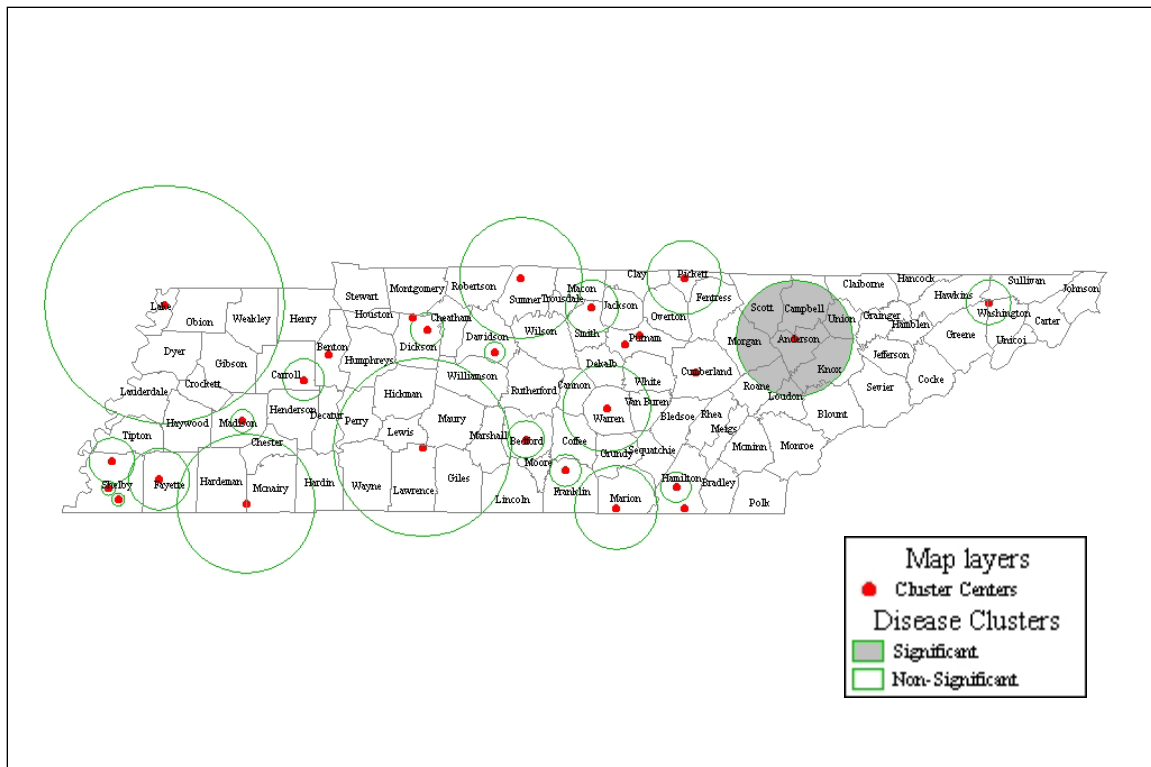 Clay
Pickett
Hancock
Sullivan
Johnson
Stewart
Montgomery
Robertson
Sumner
Macon
Trousdale
Jackson
Fentress
Scott
Campbell
Claiborne
Union
Hawkins
Washington
Carter
Lake
Obion
Weakley
Henry
Houston
Cheatham
Wilson
Smith
Overton
Grainger
Hamblen
Greene
Unicoi
Dyer
Gibson
Benton
Humphreys
Dickson
Davidson
Putnam
Morgan
Anderson
Knox
Jefferson
Cocke
Sevier
Carroll
Crockett
Lauderdale
Hickman
Williamson
Rutherford
Cannon
Dekalb
White
Cumberland
Roane
Loudon
Blount
Tipton
Haywood
Madison
Henderson
Decatur
Perry
Lewis
Maury
Marshall
Bedford
Coffee
Warren
Van Buren
Bledsoe
Rhea
Meigs
Mcminn
Monroe
Chester
Shelby
Fayette
Hardeman
Mcnairy
Hardin
Wayne
Lawrence
Giles
Lincoln
Moore
Franklin
Grundy
Sequatchie
Marion
Hamilton
Bradley
Polk
Map layers
Cluster Centers
Disease Clusters
Significant
Non-Significant